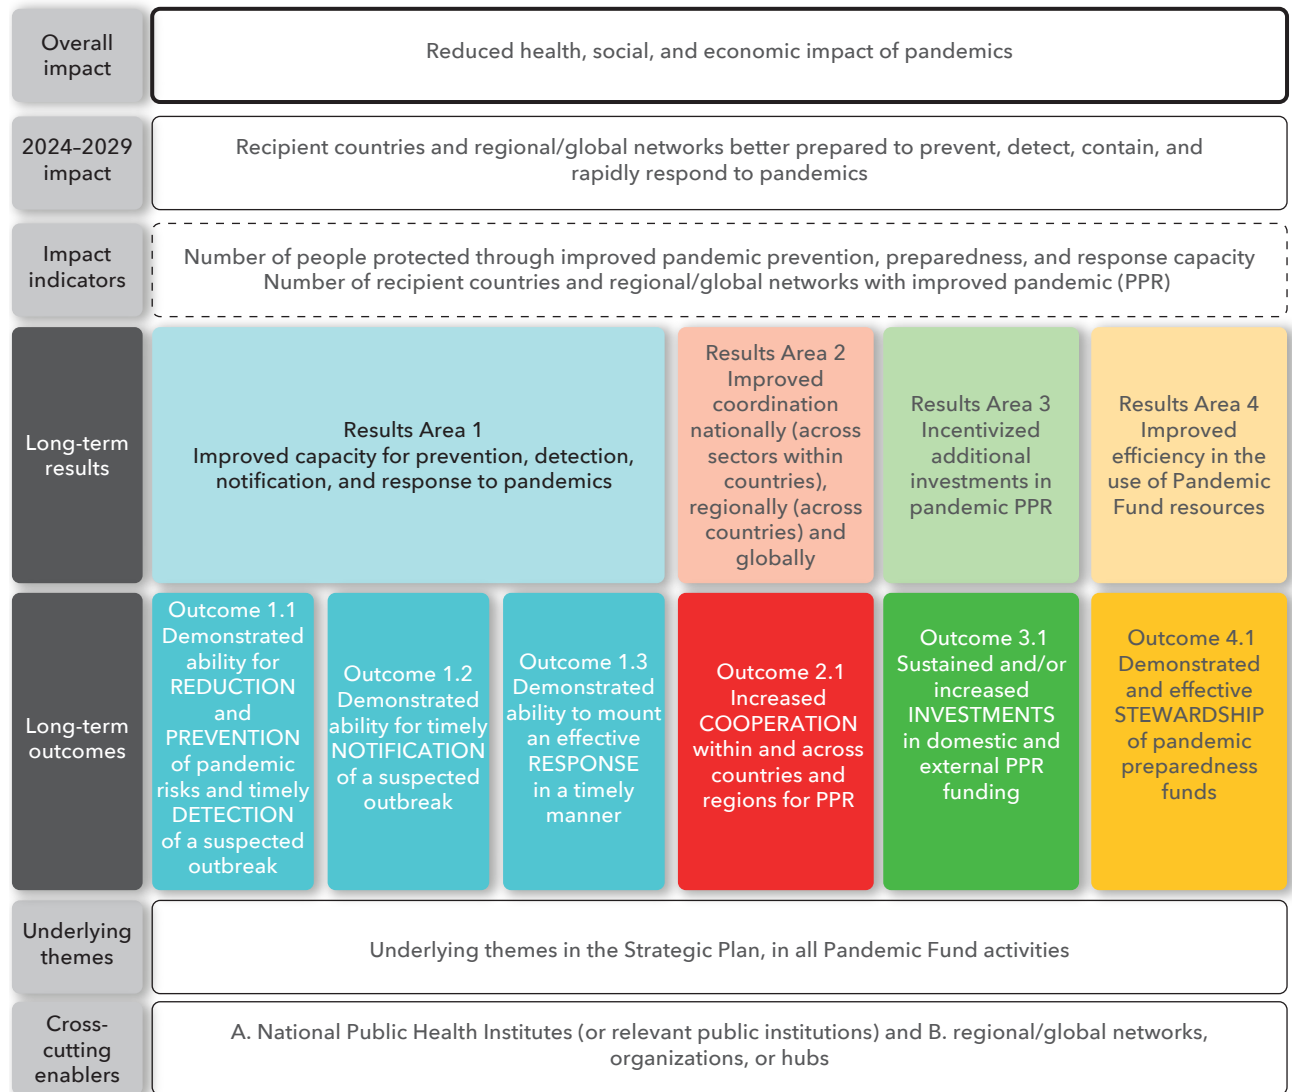 Overall
impact
Reduced health, social, and economic impact of pandemics
2024–2029
impact
Recipient countries and regional/global networks better prepared to prevent, detect, contain, and
rapidly respond to pandemics
Impact
indicators
Number of people protected through improved pandemic prevention, preparedness, and response capacity
Number of recipient countries and regional/global networks with improved pandemic (PPR)
Long-term
results
Results Area 1
Improved capacity for prevention, detection,
notification, and response to pandemics
Results Area 2
Improved
coordination
nationally (across
sectors within
countries),
regionally (across
countries) and
globally
Results Area 3
Incentivized
additional
investments in
pandemic PPR
Results Area 4
Improved
efficiency in the
use of Pandemic
Fund resources
Long-term
outcomes
Outcome 1.1
Demonstrated
ability for
REDUCTION
and
PREVENTION
of pandemic
risks and timely
DETECTION
of a suspected
outbreak
Outcome 1.2
Demonstrated
ability for timely
NOTIFICATION
of a suspected
outbreak
Outcome 1.3
Demonstrated
ability to mount
an effective
RESPONSE
in a timely
manner
Outcome 2.1
Increased
COOPERATION
within and across
countries and
regions for PPR
Outcome 3.1
Sustained and/or
increased
INVESTMENTS
in domestic and
external PPR
funding
Outcome 4.1
Demonstrated
and effective
STEWARDSHIP
of pandemic
preparedness
funds
Underlying
themes
Underlying themes in the Strategic Plan, in all Pandemic Fund activities
Cross-
cutting
enablers
A. National Public Health Institutes (or relevant public institutions) and B. regional/global networks,
organizations, or hubs